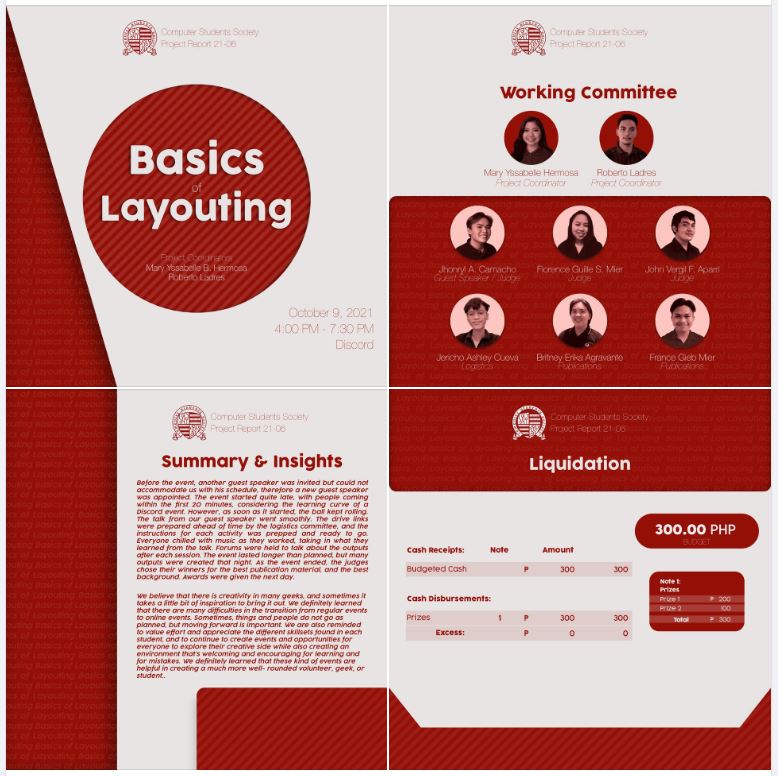 Computer Students Society
Project Report 21-06
Basics
of
Layouting
Project Coordinators
Mary Yssabelle B. Hermosa
Roberto Ladres
October 9, 2021
4:00 PM - 7:30 PM
Discord
Computer Students Society
Project Report 21-06
Working Committee
Mary Yssabelle Hermosa
Project Coordinator
Roberto Ladres
Project Coordinator
Jhonryl A. Camacho
Guest Speaker / Judge
Florence Guille S. Mier
Judge
John Vergil F. Aparri
Judge
Jericho Ashley Cueva
Logistics
Britney Erika Agravante
Publications
France Gieb Mier
Publications
Computer Students Society
Project Report 21-06
Summary & Insights
Before the event, another guest speaker was invited but could not
accommodate us with his schedule, therefore a new guest speaker
was appointed. The event started quite late, with people coming
within the first 20 minutes, considering the learning curve of a
Discord event. However, as soon as it started, the ball kept rolling.
The talk from our guest speaker went smoothly. The drive links
were prepared ahead of time by the logistics committee, and the
instructions for each activity was prepped and ready to go.
Everyone chilled with music as they worked, taking in what they
learned from the talk. Forums were held to talk about the outputs
after each session. The event lasted longer than planned, but many
outputs were created that night. As the event ended, the judges
chose their winners for the best publication material, and the best
background. Awards were given the next day.
We believe that there is creativity in many geeks, and sometimes it
takes a little bit of inspiration to bring it out. We definitely learned
that there are many difficulties in the transition from regular events
to online events. Sometimes, things and people do not go as
planned, but moving forward is important. We are also reminded
to value effort and appreciate the different skillsets found in each
student, and to continue to create events and opportunities for
everyone to explore their creative side while also creating an
environment that's welcoming and encouraging for learning and
for mistakes. We definitely learned that these kind of events are
helpful in creating a much more well- rounded volunteer, geek, or
student..
Computer Students Society
Project Report 21-06
Liquidation
300.00 PHP
BUDGET
Cash Receipts: Note Amount
Budgeted Cash ₱ 300 300
Cash Disbursements:
Prizes 1 ₱ 300 300
Excess: ₱ 0 0
Note 1:
Prizes
Prize 1 ₱ 200
Prize 2 100
Total ₱ 300